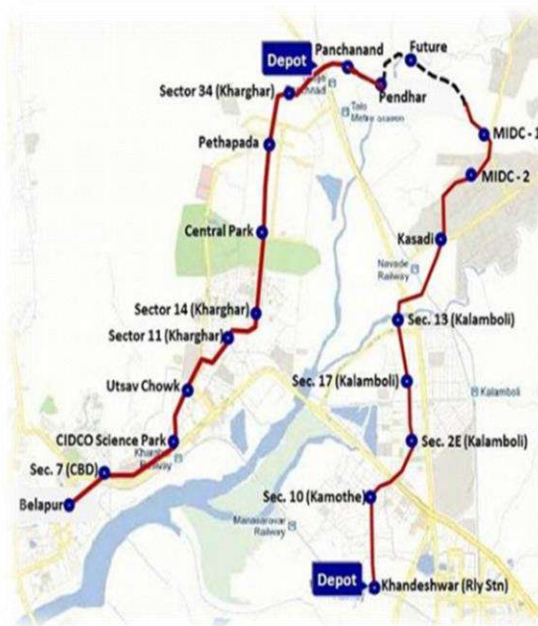 Panchanand
Future
Depot
Sector 34 (Kharghar)
Pendhar
MIDC - 1
Pethapada
MIDC - 2
Central Park
Kasadi
Navade
Railway
Sector 14 (Kharghar)
Sec. 13 (Kalamboli)
Sector 11 (Kharghar)
Utsav Chowk
Sec. 17 (Kalamboli)
Kalamboli
CIDCO Science Park
Sec. 2E (Kalamboli)
Railway
Sec. 7 (CBD)
Belapur
Sec. 10 (Kamothe)
Manasarovar
Railway
Depot
Khandeshwar (Rly Stn)